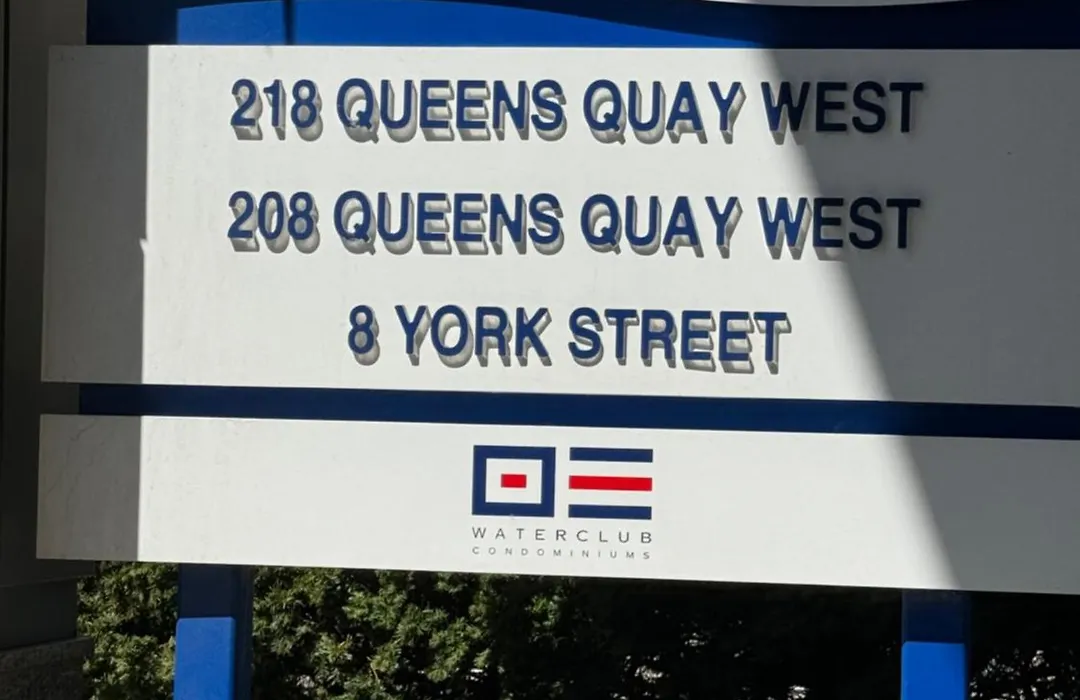 218 QUEENS QUAY WEST
208 QUEENS QUAY WEST
8 YORK STREET
WATERCLUB
CONDOMINIUMS